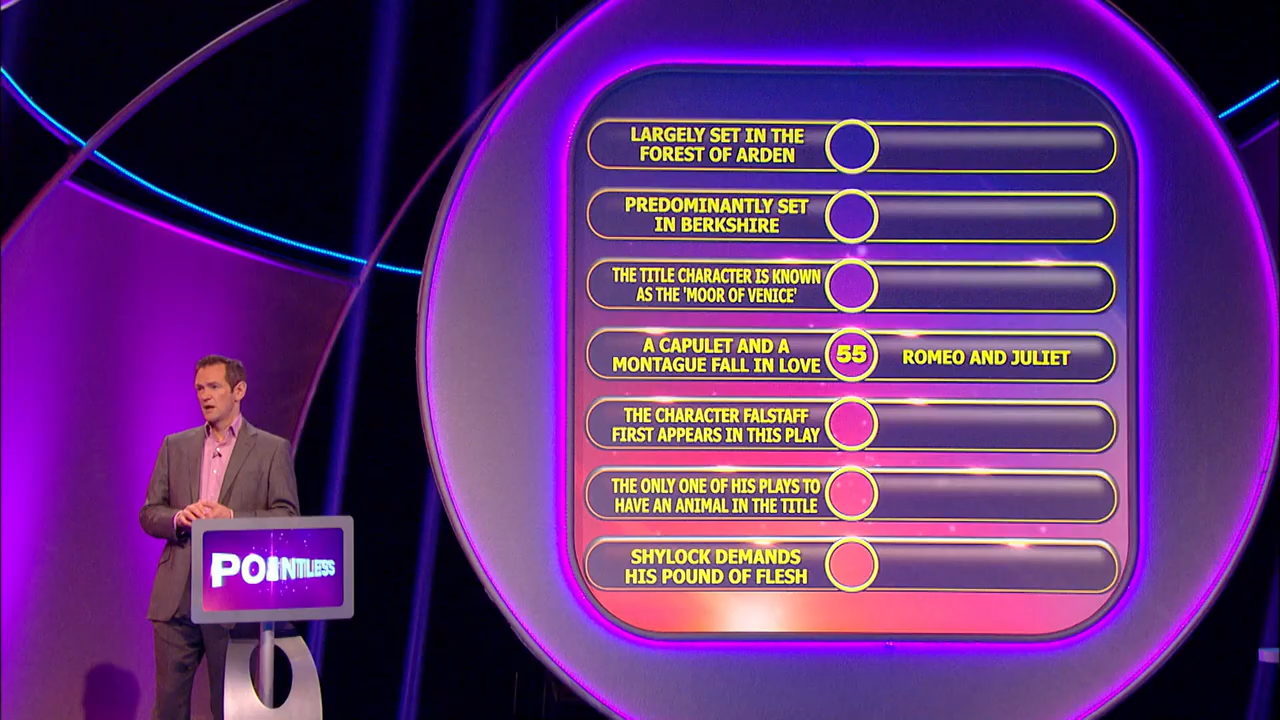 LARGELY SET IN THE
FOREST OF ARDEN
PREDOMINANTLY SET
IN BERKSHIRE
THE TITLE CHARACTER IS KNOWN
AS THE 'MOOR OF VENICE'
A CAPULET AND A
MONTAGUE FALL IN LOVE
55
ROMEO AND JULIET
THE CHARACTER FALSTAFF
FIRST APPEARS IN THIS PLAY
THE ONLY ONE OF HIS PLAYS TO
HAVE AN ANIMAL IN THE TITLE
SHYLOCK DEMANDS
HIS POUND OF FLESH
POINTLESS